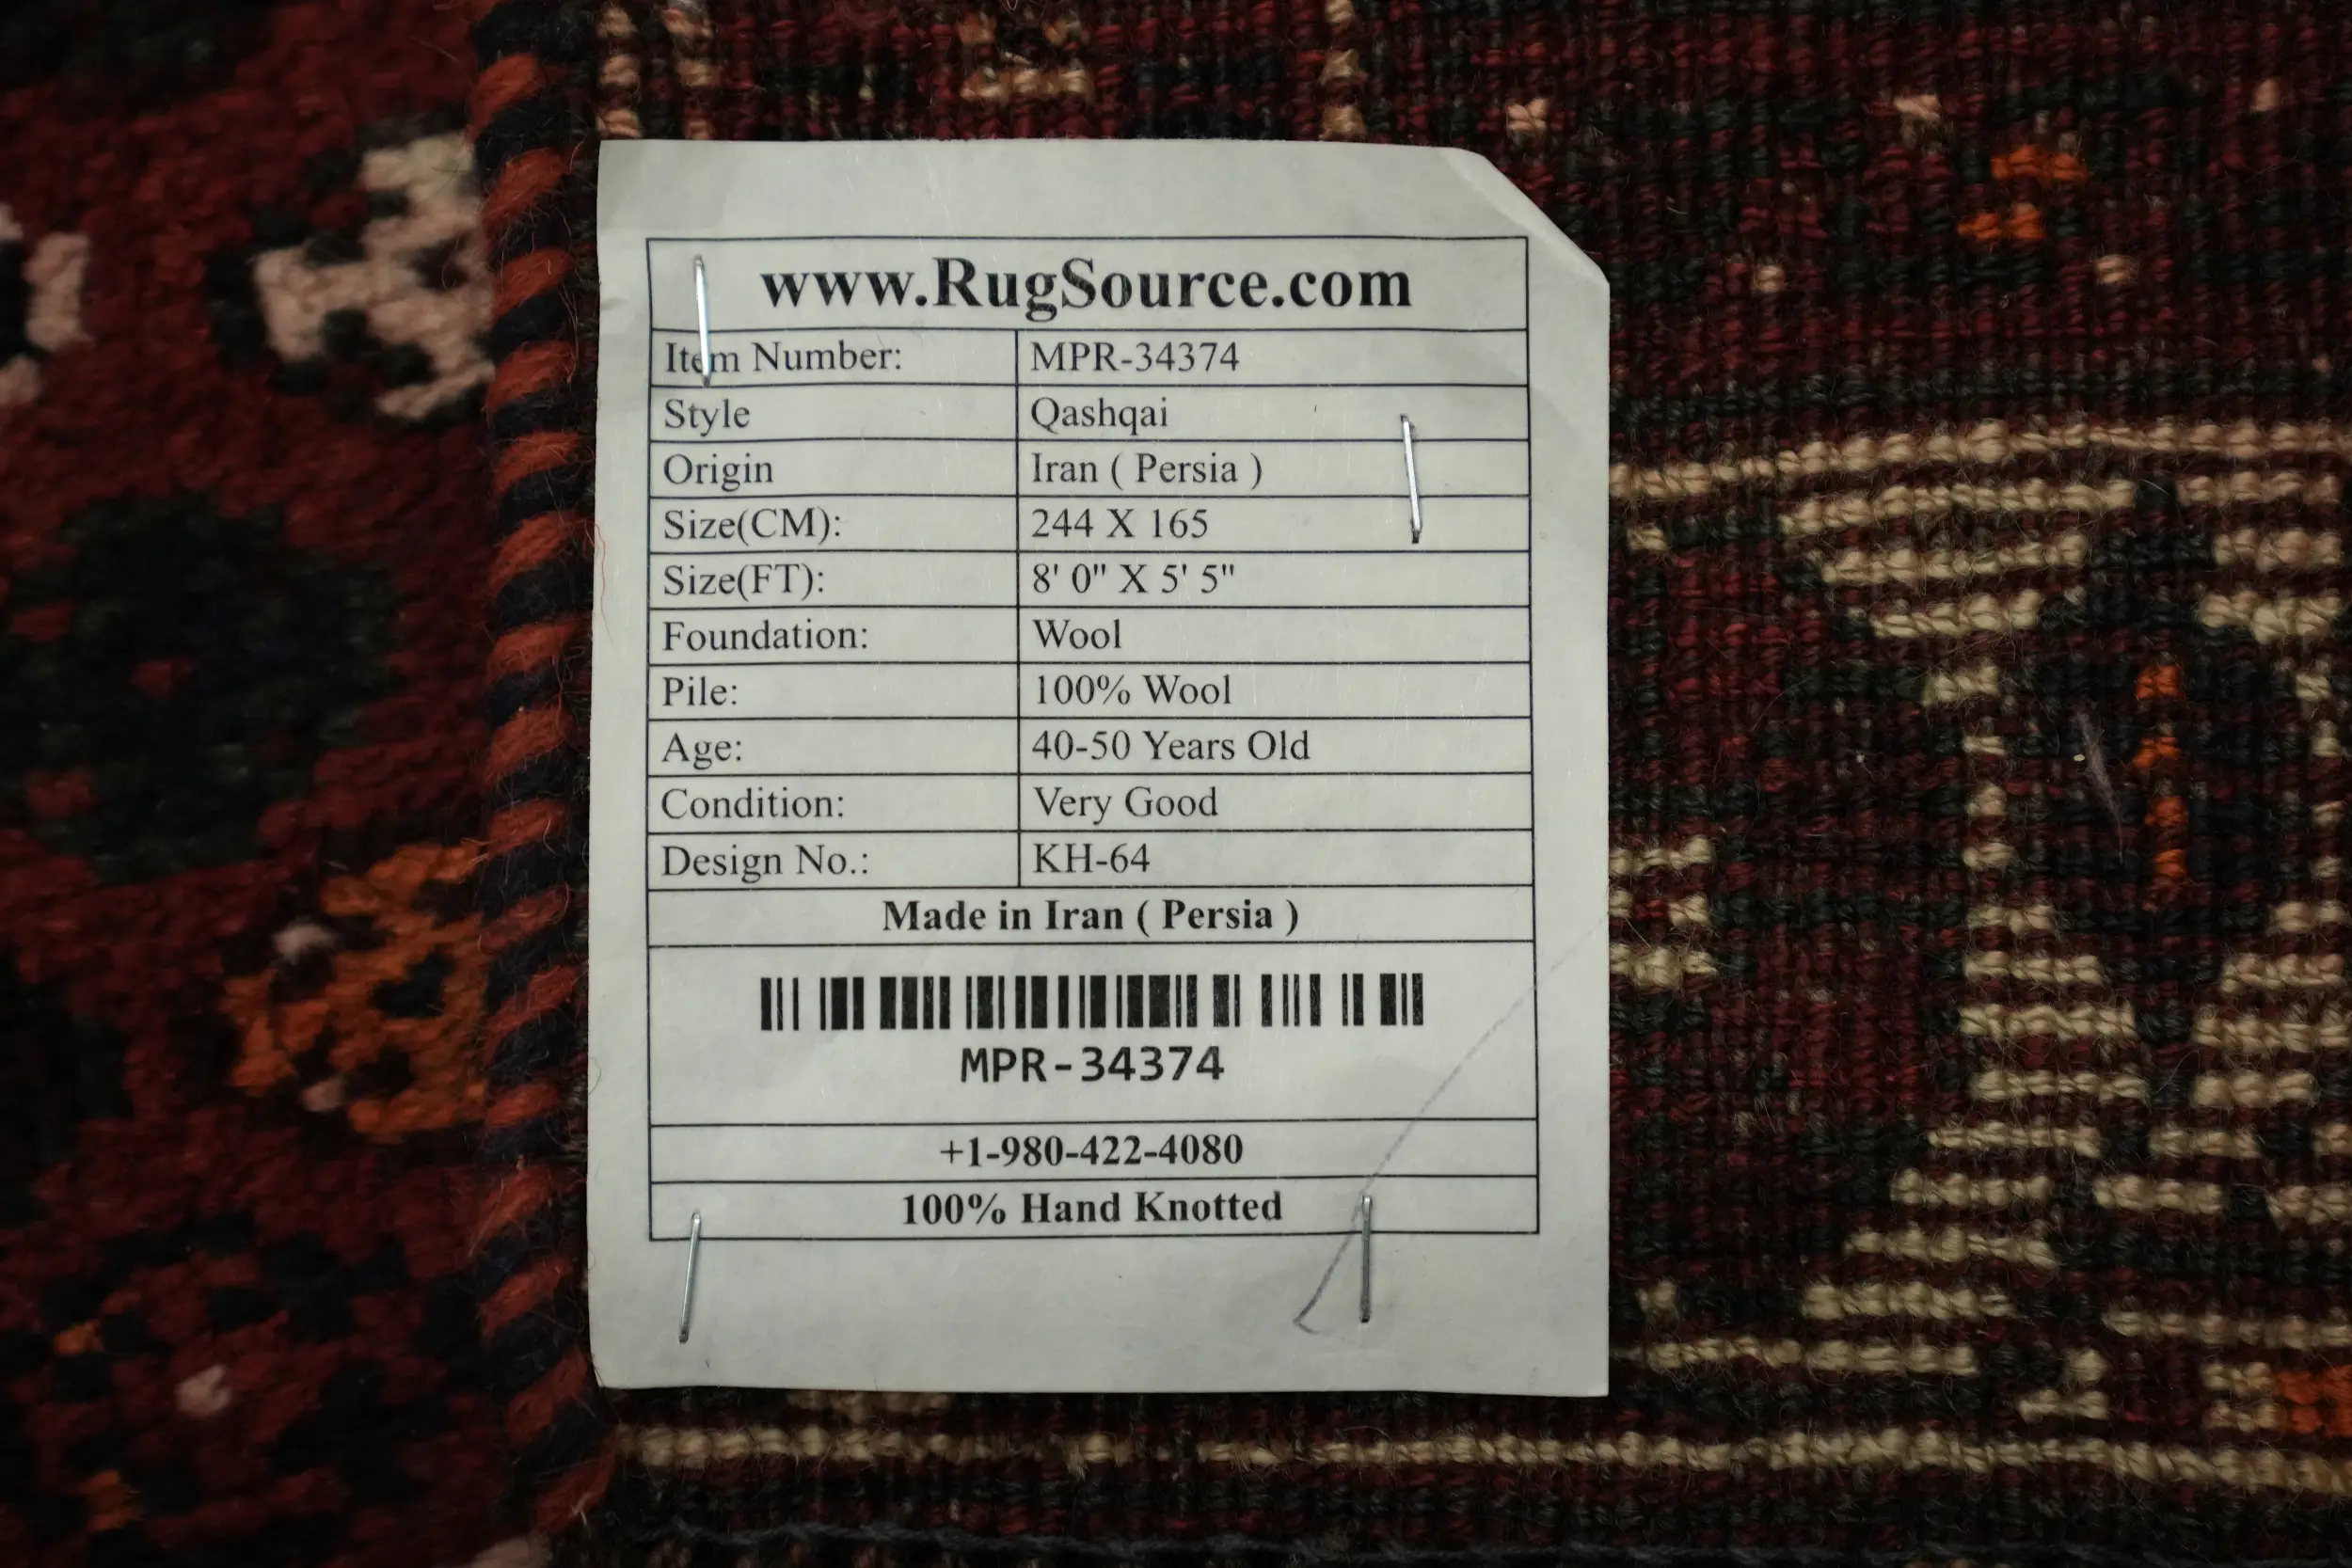 www.RugSource.com
Item Number: MPR-34374
Style Qashqai
Origin Iran ( Persia )
Size(CM): 244 X 165
Size(FT): 8' 0" X 5' 5"
Foundation: Wool
Pile: 100% Wool
Age: 40-50 Years Old
Condition: Very Good
Design No.: KH-64
Made in Iran ( Persia )
MPR-34374
+1-980-422-4080
100% Hand Knotted